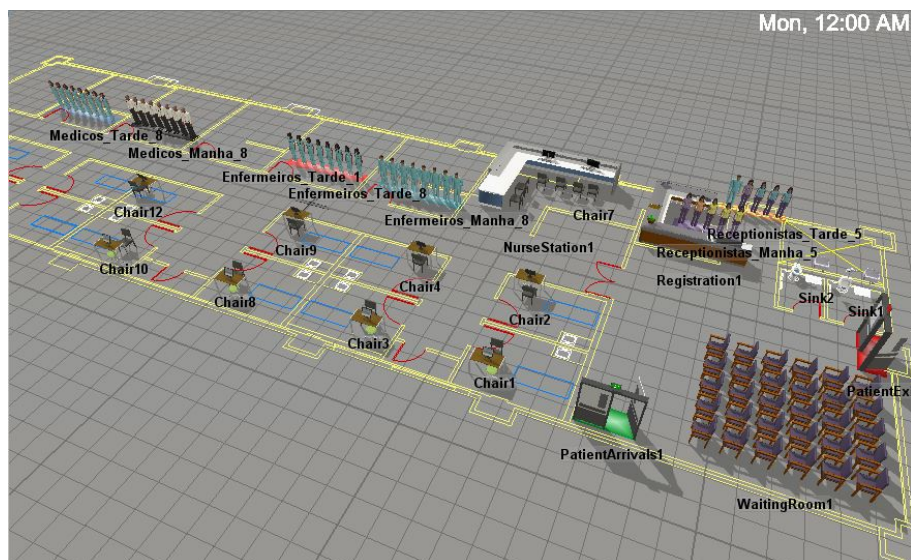 Mon, 12:00 AM
Medicos_Tarde_8
Medicos_Manha_8
Enfermeiros_Tarde_1
Enfermeiros_Tarde_8
Enfermeiros_Manha_8
Chair7
Receptionistas_Tarde_5
Receptionistas_Manha_5
NurseStation1
Registration1
Chair12
Chair9
Chair10
Chair4
Chair8
Chair2
Chair3
Chair1
Sink2
Sink1
PatientEx
PatientArrivals1
WaitingRoom1